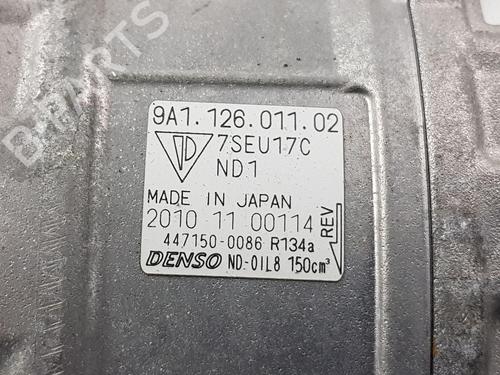 B-PARTS
9A1.126.011.02
7SEU17C
ND1
MADE IN JAPAN
2010 11 00114
REV
447150-0086 R134a
DENSO ND-OIL8 150cm³